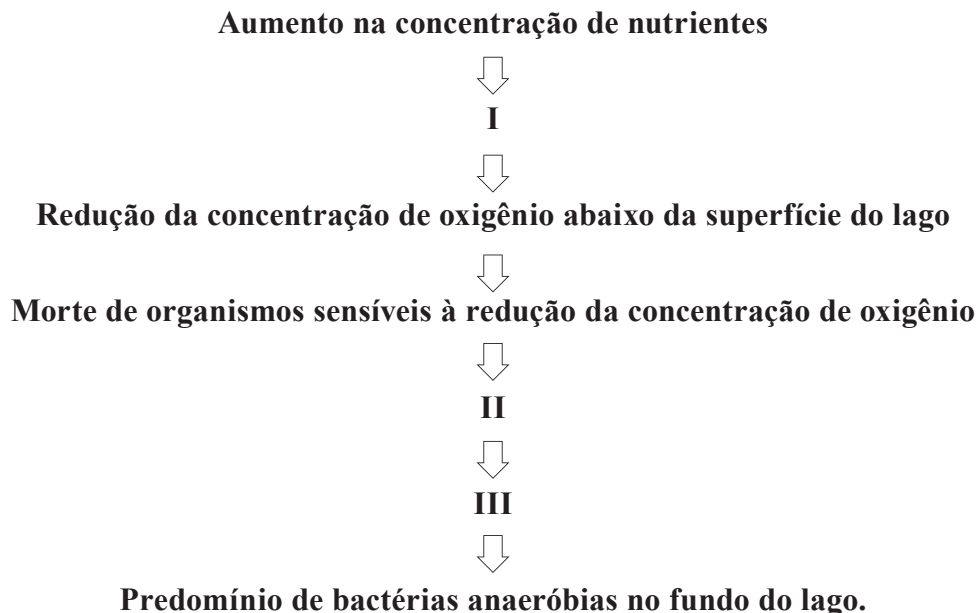 Aumento na concentração de nutrientes
I
Redução da concentração de oxigênio abaixo da superfície do lago
Morte de organismos sensíveis à redução da concentração de oxigênio
II
III
Predomínio de bactérias anaeróbias no fundo do lago.